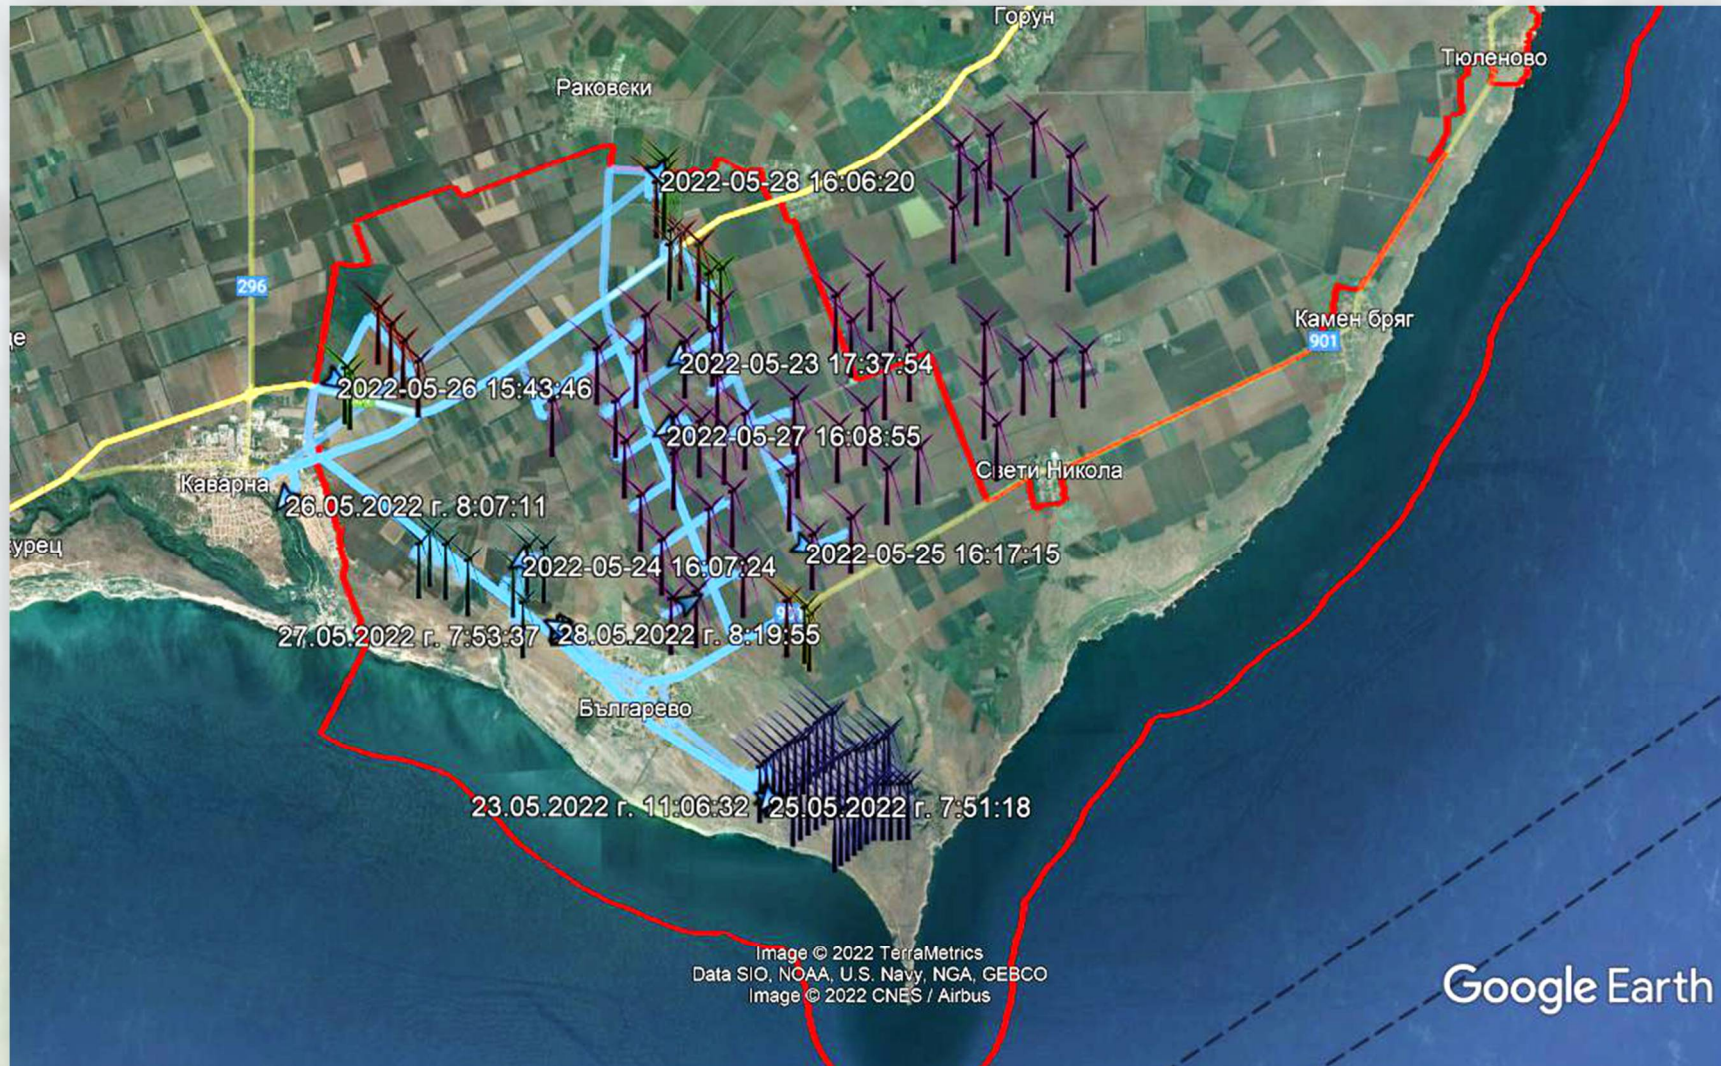 Горун
Тюленово
Раковски
2022-05-28 16:06:20
296
Камен бряг
901
2022-05-23 17:37:54
2022-05-26 15:43:46
2022-05-27 16:08:55
Свети Никола
Каварна
26.05.2022 г. 8:07:11
2022-05-25 16:17:15
2022-05-24 16:07:24
27.05.2022 г. 7:53:37
28.05.2022 г. 8:19:55
Българево
23.05.2022 г. 11:06:32
25.05.2022 г. 7:51:18
Image © 2022 TerraMetrics
Data SIO, NOAA, U.S. Navy, NGA, GEBCO
Image © 2022 CNES / Airbus
Google Earth